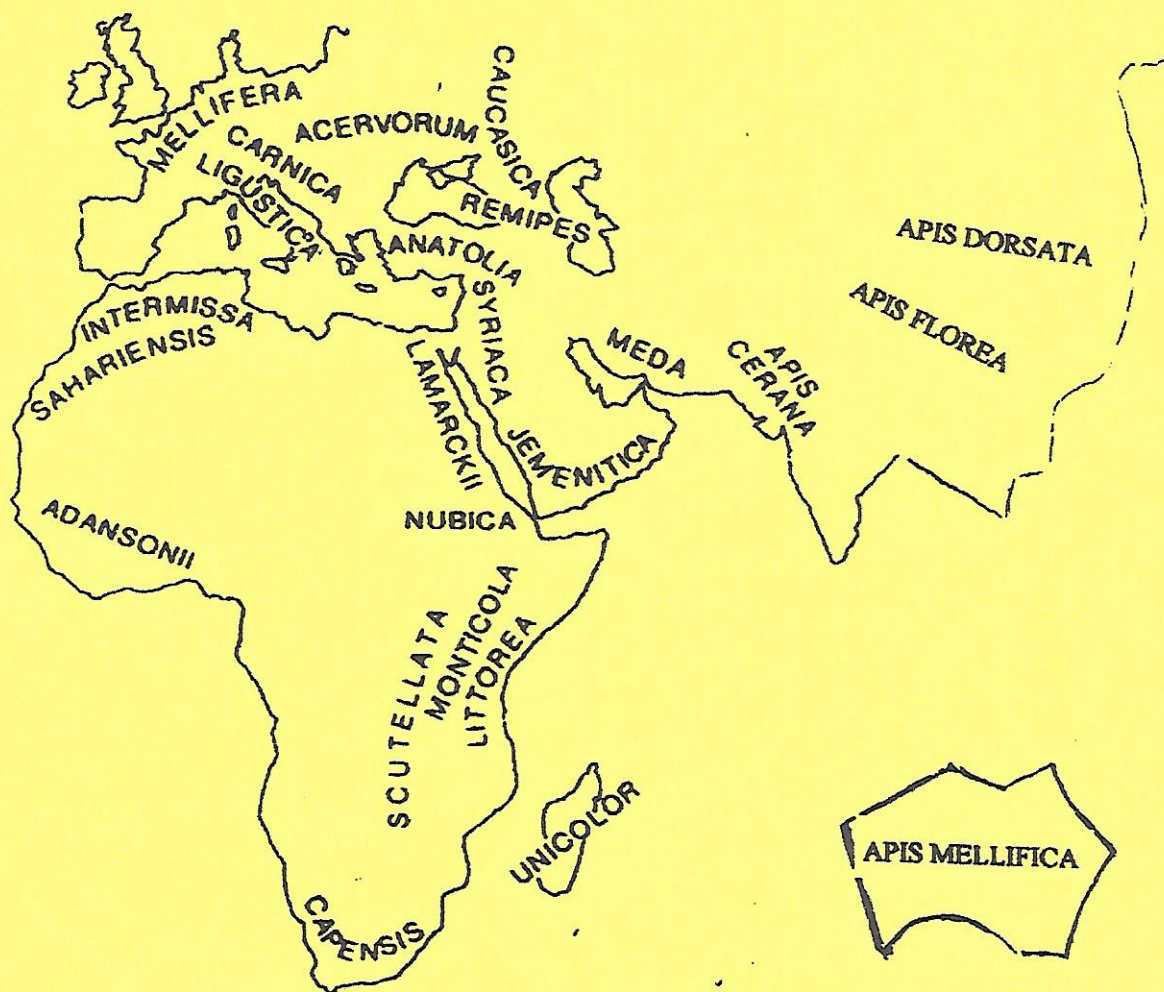 MELLIFERA
ACERVORUM
CAUCASICA
CARNICA
LIGUSTICA
REMIPES
ANATOLIA
SYRIACA
INTERMISSA
SAHARIENSIS
LAMARCKII
MEDA
APIS
CERANA
APIS DORSATA
APIS FLOREA
JEMENITICA
NUBICA
ADANSONII
SCUTELLATA
MONTICOLA
LITTOREA
UNICOLOR
CAPENSIS
APIS MELLIFICA